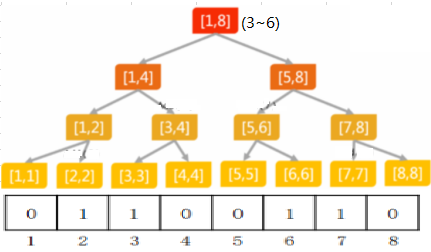 [1,8] (3~6)
[1,4] [5,8]
[1,2] [3,4] [5,6] [7,8]
[1,1] [2,2] [3,3] [4,4] [5,5] [6,6] [7,7] [8,8]
0 1 1 0 0 1 1 0
1 2 3 4 5 6 7 8